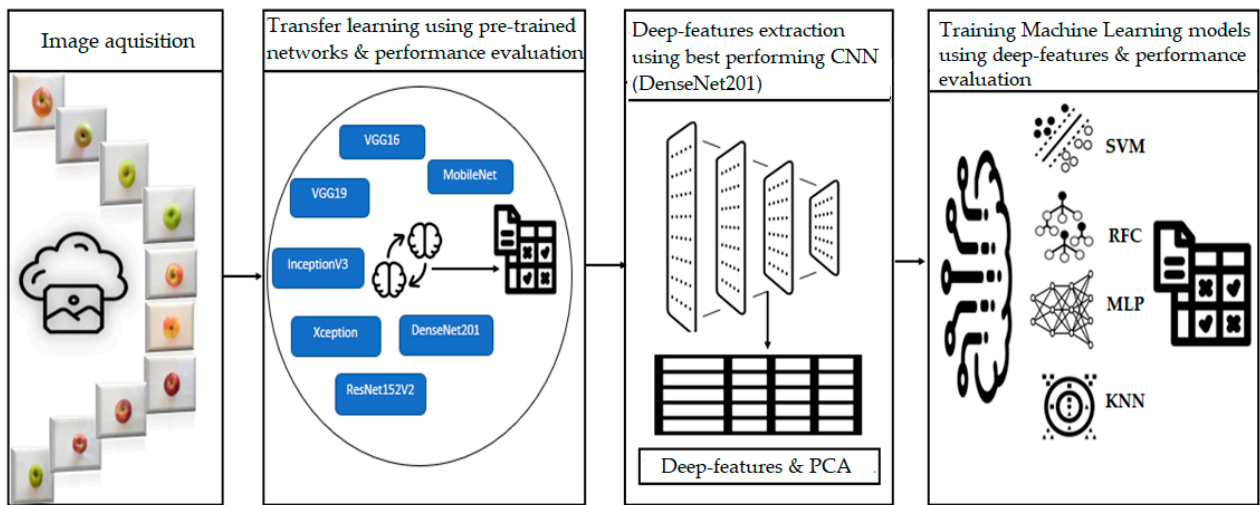 Image aquisition
Transfer learning using pre-trained
networks & performance evaluation
VGG16
MobileNet
VGG19
InceptionV3
Xception
DenseNet201
ResNet152V2
Deep-features extraction
using best performing CNN
(DenseNet201)
Deep-features & PCA
Training Machine Learning models
using deep-features & performance
evaluation
SVM
RFC
MLP
KNN